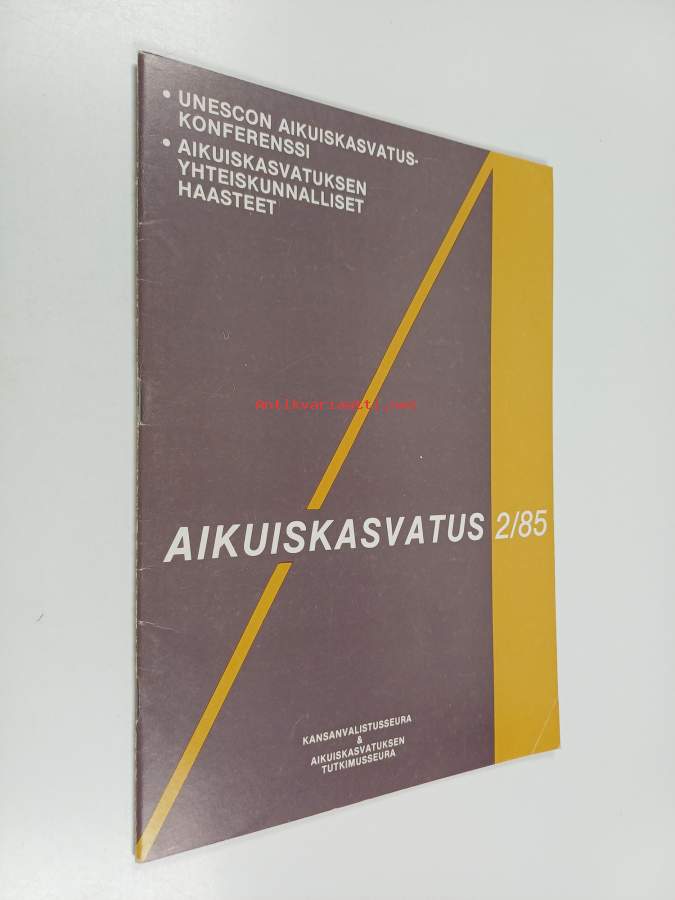 • UNESCON AIKUISKASVATUS-
KONFERENSSI
• AIKUISKASVATUKSEN
YHTEISKUNNALLISET
HAASTEET
Antikvariaatti.net
AIKUISKASVATUS 2/85
KANSANVALISTUSSEURA
&
AIKUISKASVATUKSEN
TUTKIMUSSEURA